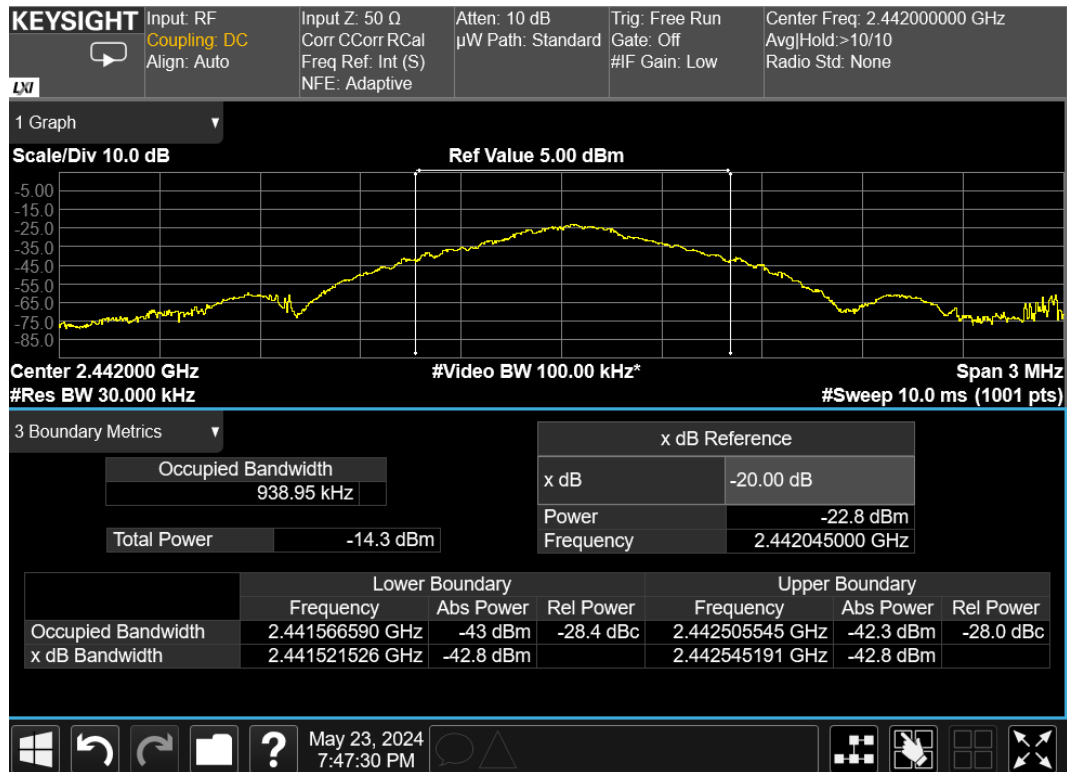 KEYSIGHT Input: RF Input Z: 50 Ω Atten: 10 dB Trig: Free Run Center Freq: 2.442000000 GHz
Coupling: DC Corr CCorr RCal µW Path: Standard Gate: Off Avg|Hold:>10/10
Align: Auto Freq Ref: Int (S) #IF Gain: Low Radio Std: None
LXI NFE: Adaptive
1 Graph
Scale/Div 10.0 dB Ref Value 5.00 dBm
-5.00
-15.0
-25.0
-35.0
-45.0
-55.0
-65.0
-75.0
-85.0
Center 2.442000 GHz #Video BW 100.00 kHz* Span 3 MHz
#Res BW 30.000 kHz #Sweep 10.0 ms (1001 pts)
3 Boundary Metrics
x dB Reference
Occupied Bandwidth
938.95 kHz
x dB -20.00 dB
Power -22.8 dBm
Total Power -14.3 dBm
Frequency 2.442045000 GHz
Lower Boundary Upper Boundary
Frequency Abs Power Rel Power Frequency Abs Power Rel Power
Occupied Bandwidth 2.441566590 GHz -43 dBm -28.4 dBc 2.442505545 GHz -42.3 dBm -28.0 dBc
x dB Bandwidth 2.441521526 GHz -42.8 dBm 2.442545191 GHz -42.8 dBm
? May 23, 2024
7:47:30 PM